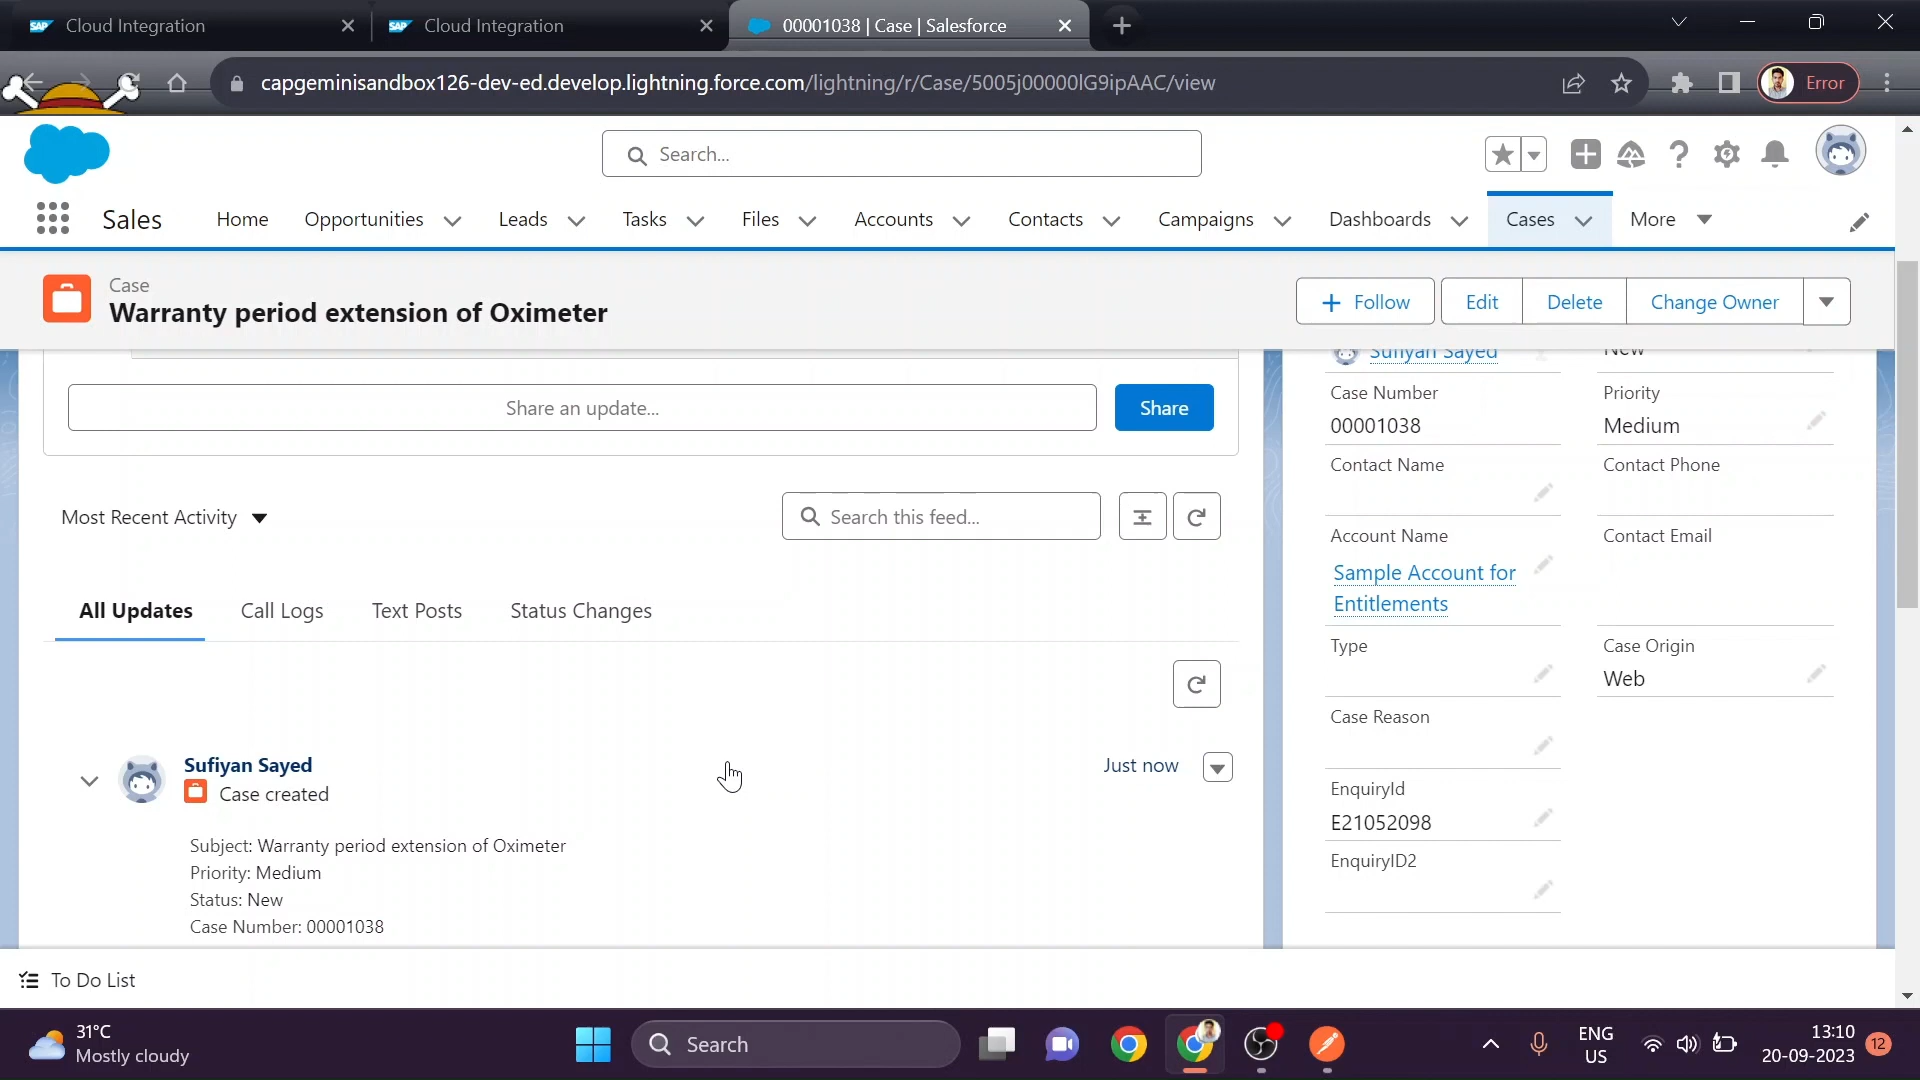 SAP Cloud Integration
SAP Cloud Integration
00001038 | Case | Salesforce
capgeminisandbox126-dev-ed.develop.lightning.force.com/lightning/r/Case/5005j00000lG9ipAAC/view
Error
Search...
Sales
Home
Opportunities
Leads
Tasks
Files
Accounts
Contacts
Campaigns
Dashboards
Cases
More
Case
Warranty period extension of Oximeter
Follow
Edit
Delete
Change Owner
Share an update...
Share
Most Recent Activity
Search this feed...
All Updates
Call Logs
Text Posts
Status Changes
Sufiyan Sayed
Case created
Just now
Subject: Warranty period extension of Oximeter
Priority: Medium
Status: New
Case Number: 00001038
Sufiyan Sayed
New
Case Number
00001038
Priority
Medium
Contact Name
Contact Phone
Account Name
Sample Account for
Entitlements
Contact Email
Type
Case Origin
Web
Case Reason
EnquiryId
E21052098
EnquiryID2
To Do List
31°C
Mostly cloudy
Search
ENG
US
13:10
20-09-2023
12